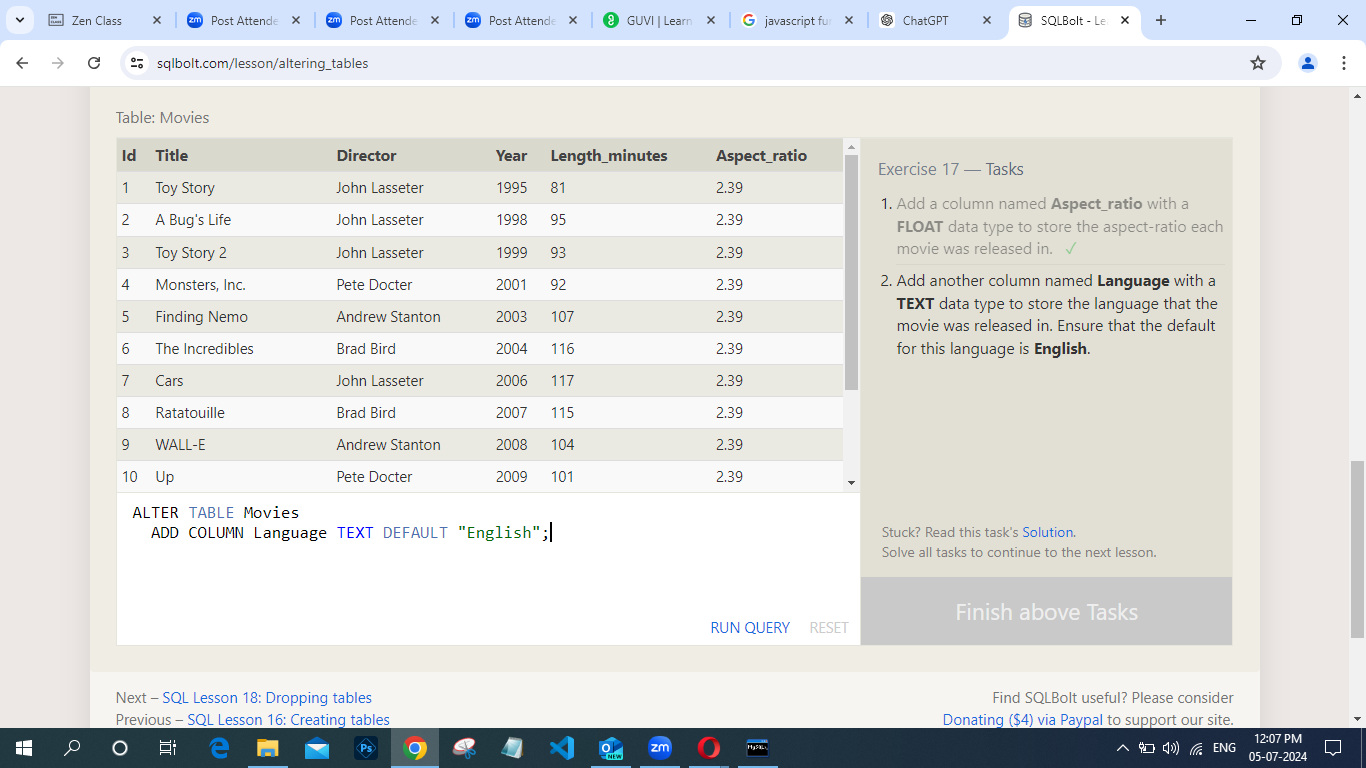 Zen Class
Post Attende
Post Attende
Post Attende
GUVI | Learn
javascript fun
ChatGPT
SQLBolt - Le
sqlbolt.com/lesson/altering_tables
Table: Movies
Id Title Director Year Length_minutes Aspect_ratio
1 Toy Story John Lasseter 1995 81 2.39
2 A Bug's Life John Lasseter 1998 95 2.39
3 Toy Story 2 John Lasseter 1999 93 2.39
4 Monsters, Inc. Pete Docter 2001 92 2.39
5 Finding Nemo Andrew Stanton 2003 107 2.39
6 The Incredibles Brad Bird 2004 116 2.39
7 Cars John Lasseter 2006 117 2.39
8 Ratatouille Brad Bird 2007 115 2.39
9 WALL-E Andrew Stanton 2008 104 2.39
10 Up Pete Docter 2009 101 2.39
ALTER TABLE Movies
ADD COLUMN Language TEXT DEFAULT "English";
RUN QUERY RESET
Exercise 17 — Tasks
1. Add a column named Aspect_ratio with a
FLOAT data type to store the aspect-ratio each
movie was released in. ✓
2. Add another column named Language with a
TEXT data type to store the language that the
movie was released in. Ensure that the default
for this language is English.
Stuck? Read this task's Solution.
Solve all tasks to continue to the next lesson.
Finish above Tasks
Next – SQL Lesson 18: Dropping tables
Previous – SQL Lesson 16: Creating tables
Find SQLBolt useful? Please consider
Donating ($4) via Paypal to support our site.
ENG
12:07 PM
05-07-2024